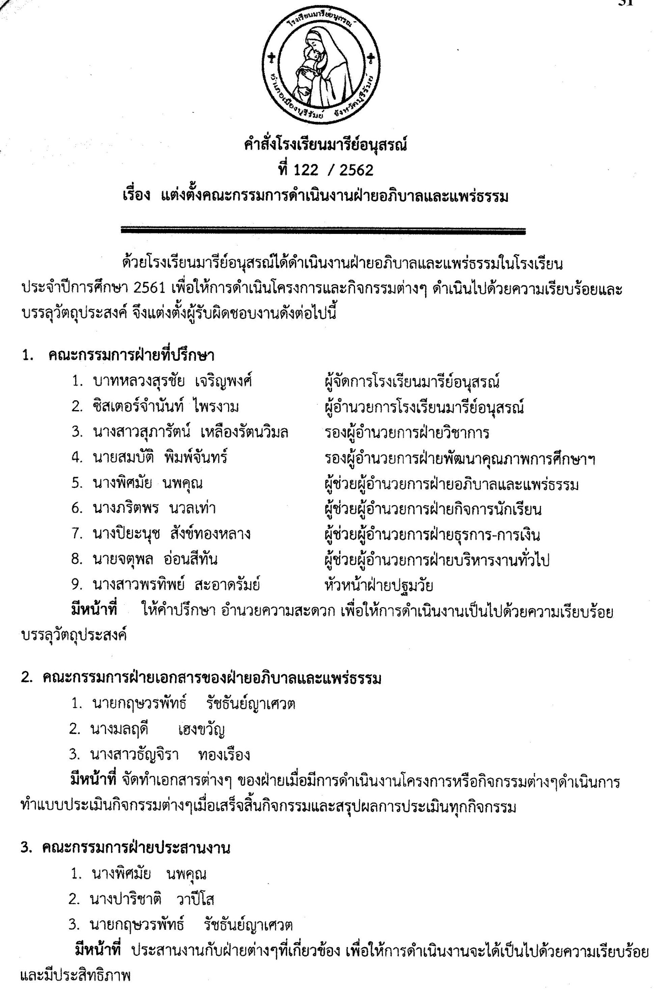 31
โรงเรียนมารีย์อนุสรณ์
อำเภอเมืองบุรีรัมย์ จังหวัดบุรีรัมย์
คำสั่งโรงเรียนมารีย์อนุสรณ์
ที่ 122 / 2562
เรื่อง แต่งตั้งคณะกรรมการดำเนินงานฝ่ายอภิบาลและแพร่ธรรม
ด้วยโรงเรียนมารีย์อนุสรณ์ได้ดำเนินงานฝ่ายอภิบาลและแพร่ธรรมในโรงเรียน
ประจำปีการศึกษา 2561 เพื่อให้การดำเนินโครงการและกิจกรรมต่างๆ ดำเนินไปด้วยความเรียบร้อยและ
บรรลุวัตถุประสงค์ จึงแต่งตั้งผู้รับผิดชอบงานดังต่อไปนี้
1. คณะกรรมการฝ่ายที่ปรึกษา
1. บาทหลวงสุรชัย เจริญพงศ์ ผู้จัดการโรงเรียนมารีย์อนุสรณ์
2. ซิสเตอร์จำนันท์ ไพรงาม ผู้อำนวยการโรงเรียนมารีย์อนุสรณ์
3. นางสาวสุภารัตน์ เหลืองรัตนวิมล รองผู้อำนวยการฝ่ายวิชาการ
4. นายสมบัติ พิมพ์จันทร์ รองผู้อำนวยการฝ่ายพัฒนาคุณภาพการศึกษาฯ
5. นางพิศมัย นพคุณ ผู้ช่วยผู้อำนวยการฝ่ายอภิบาลและแพร่ธรรม
6. นางภริตพร นวลเท่า ผู้ช่วยผู้อำนวยการฝ่ายกิจการนักเรียน
7. นางปิยะนุช สังข์ทองหลาง ผู้ช่วยผู้อำนวยการฝ่ายธุรการ-การเงิน
8. นายจตุพล อ่อนสีทัน ผู้ช่วยผู้อำนวยการฝ่ายบริหารงานทั่วไป
9. นางสาวพรทิพย์ สะอาดรัมย์ หัวหน้าฝ่ายปฐมวัย
มีหน้าที่ ให้คำปรึกษา อำนวยความสะดวก เพื่อให้การดำเนินงานเป็นไปด้วยความเรียบร้อย
บรรลุวัตถุประสงค์
2. คณะกรรมการฝ่ายเอกสารของฝ่ายอภิบาลและแพร่ธรรม
1. นายกฤษวรพัทธ์ รัชธันย์ญาเศวต
2. นางมลฤดี เฮงขวัญ
3. นางสาวธัญจิรา ทองเรือง
มีหน้าที่ จัดทำเอกสารต่างๆ ของฝ่ายเมื่อมีการดำเนินงานโครงการหรือกิจกรรมต่างๆดำเนินการ
ทำแบบประเมินกิจกรรมต่างๆเมื่อเสร็จสิ้นกิจกรรมและสรุปผลการประเมินทุกกิจกรรม
3. คณะกรรมการฝ่ายประสานงาน
1. นางพิศมัย นพคุณ
2. นางปาริชาติ วาปีโส
3. นายกฤษวรพัทธ์ รัชธันย์ญาเศวต
มีหน้าที่ ประสานงานกับฝ่ายต่างๆที่เกี่ยวข้อง เพื่อให้การดำเนินงานจะได้เป็นไปด้วยความเรียบร้อย
และมีประสิทธิภาพ